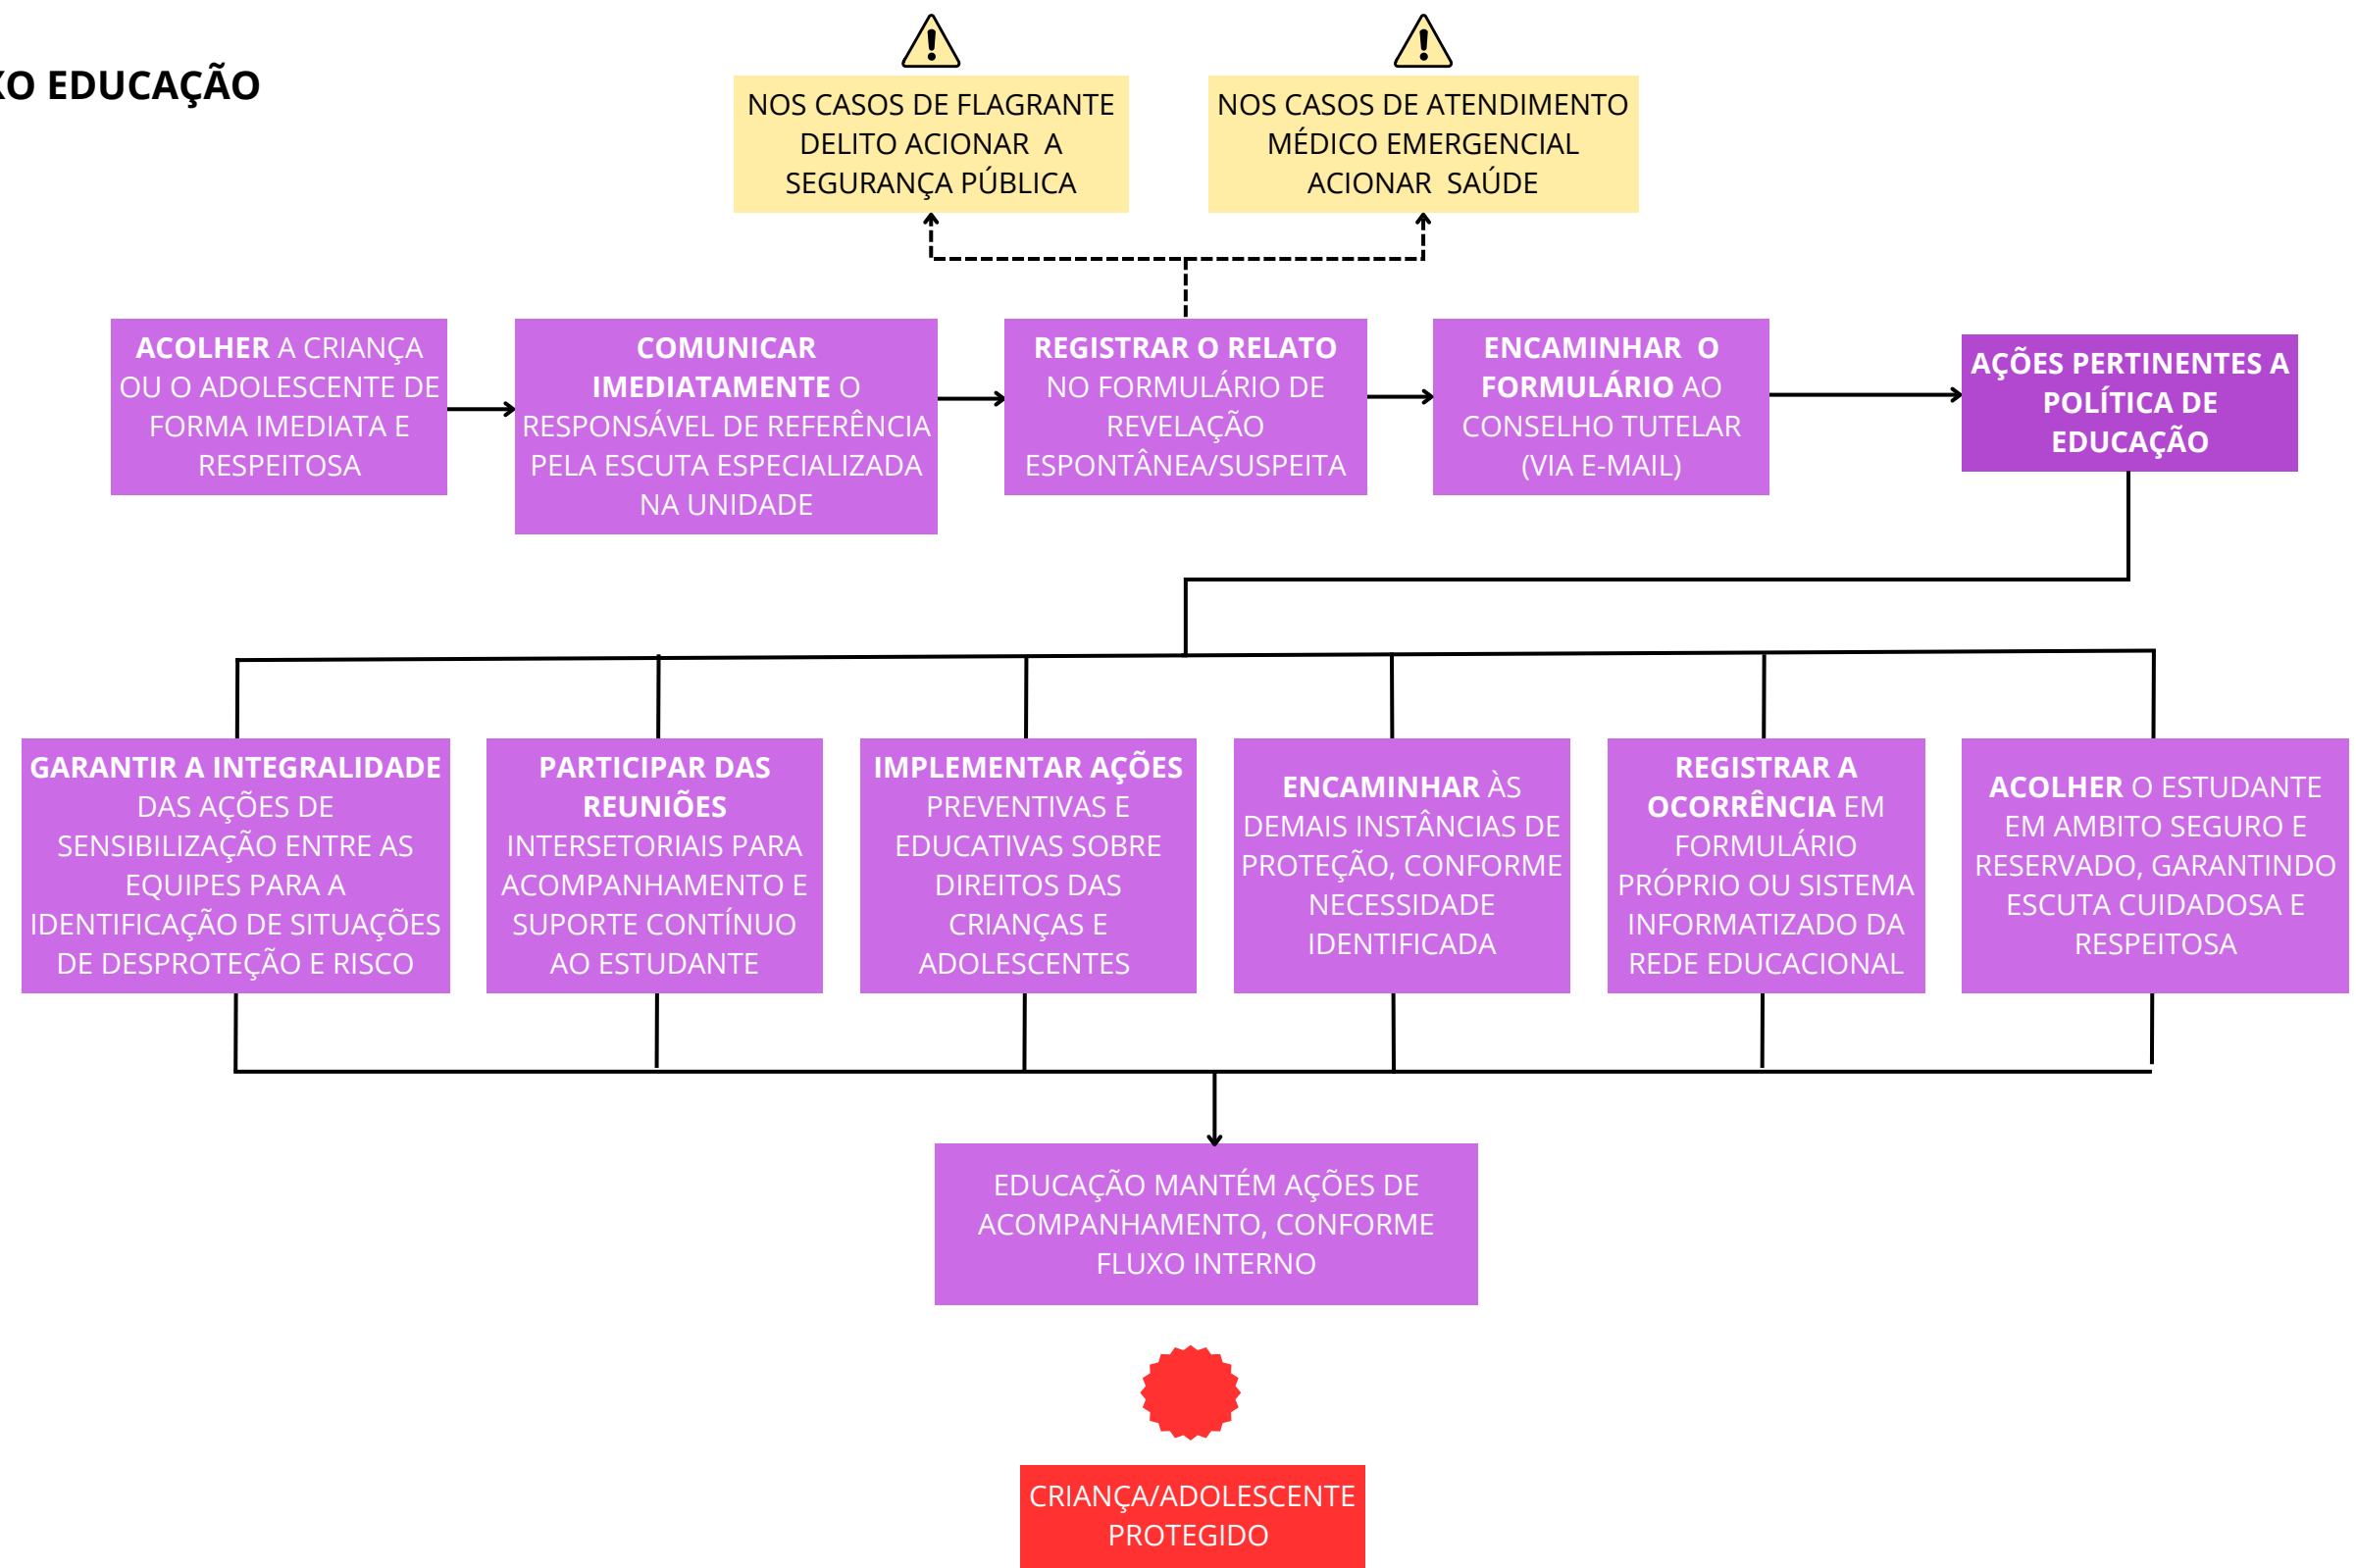 XO EDUCAÇÃO
NOS CASOS DE FLAGRANTE
DELITO ACIONAR A
SEGURANÇA PÚBLICA
NOS CASOS DE ATENDIMENTO
MÉDICO EMERGENCIAL
ACIONAR SAÚDE
ACOLHER A CRIANÇA
OU O ADOLESCENTE DE
FORMA IMEDIATA E
RESPEITOSA
COMUNICAR
IMEDIATAMENTE O
RESPONSÁVEL DE REFERÊNCIA
PELA ESCUTA ESPECIALIZADA
NA UNIDADE
REGISTRAR O RELATO
NO FORMULÁRIO DE
REVELAÇÃO
ESPONTÂNEA/SUSPEITA
ENCAMINHAR O
FORMULÁRIO AO
CONSELHO TUTELAR
(VIA E-MAIL)
AÇÕES PERTINENTES A
POLÍTICA DE
EDUCAÇÃO
GARANTIR A INTEGRALIDADE
DAS AÇÕES DE
SENSIBILIZAÇÃO ENTRE AS
EQUIPES PARA A
IDENTIFICAÇÃO DE SITUAÇÕES
DE DESPROTEÇÃO E RISCO
PARTICIPAR DAS
REUNIÕES
INTERSETORIAIS PARA
ACOMPANHAMENTO E
SUPORTE CONTÍNUO
AO ESTUDANTE
IMPLEMENTAR AÇÕES
PREVENTIVAS E
EDUCATIVAS SOBRE
DIREITOS DAS
CRIANÇAS E
ADOLESCENTES
ENCAMINHAR ÀS
DEMAIS INSTÂNCIAS DE
PROTEÇÃO, CONFORME
NECESSIDADE
IDENTIFICADA
REGISTRAR A
OCORRÊNCIA EM
FORMULÁRIO
PRÓPRIO OU SISTEMA
INFORMATIZADO DA
REDE EDUCACIONAL
ACOLHER O ESTUDANTE
EM AMBITO SEGURO E
RESERVADO, GARANTINDO
ESCUTA CUIDADOSA E
RESPEITOSA
EDUCAÇÃO MANTÉM AÇÕES DE
ACOMPANHAMENTO, CONFORME
FLUXO INTERNO
CRIANÇA/ADOLESCENTE
PROTEGIDO